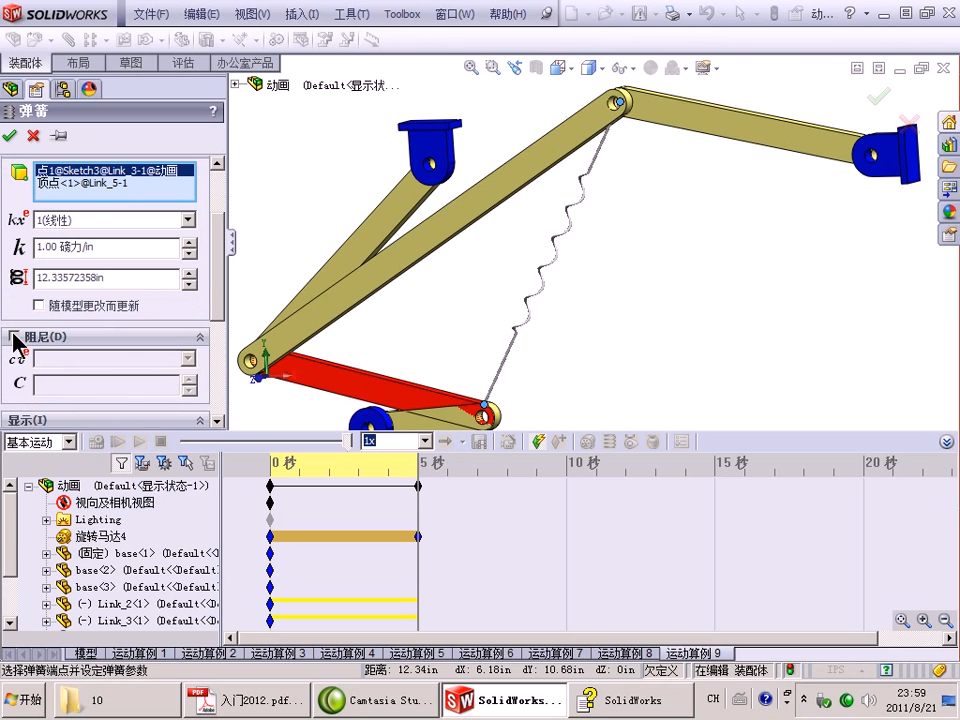 SW SOLIDWORKS 文件(F) 编辑(E) 视图(V) 插入(I) 工具(T) Toolbox 窗口(W) 帮助(H) 动... ?
装配体 布局 草图 评估 办公室产品
动画 (Default<显示状...
弹簧 ?
点1@Sketch3@Link_3-1@动画
顶点<1>@Link_5-1
kx e 1(线性)
k 1.00 磅力/in
12.33572358in
随模型更改而更新
阻尼(D)
cv e
C
显示(I)
基本运动 1x
0 秒 5 秒 10 秒 15 秒 20 秒
动画 (Default<显示状态-1>)
视向及相机视图
Lighting
旋转马达4
(固定) base<1> (Default<<D
base<2> (Default<<Default
base<3> (Default<<Default
(-) Link_2<1> (Default<
(-) Link_3<1> (Default<
模型 运动算例 1 运动算例 2 运动算例 3 运动算例 4 运动算例 5 运动算例 6 运动算例 7 运动算例 8 运动算例 9
选择弹簧端点并设定弹簧参数 距离: 12.34in dX: 6.18in dY: 10.68in dZ: 0in 欠定义 在编辑 装配体 IPS ?
开始 10 入门2012.pdf... Camtasia Stu... SolidWorks... SolidWorks CH 23:59
2011/8/21